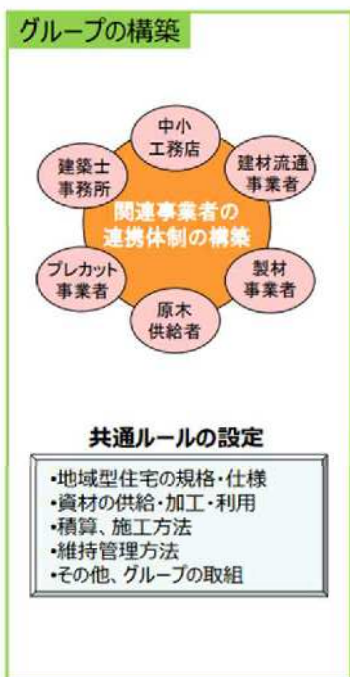 グループの構築
中小
工務店
建築士
事務所
建材流通
事業者
関連事業者の
連携体制の構築
プレカット
事業者
製材
事業者
原木
供給者
共通ルールの設定
•地域型住宅の規格・仕様
•資材の供給・加工・利用
•積算、施工方法
•維持管理方法
•その他、グループの取組